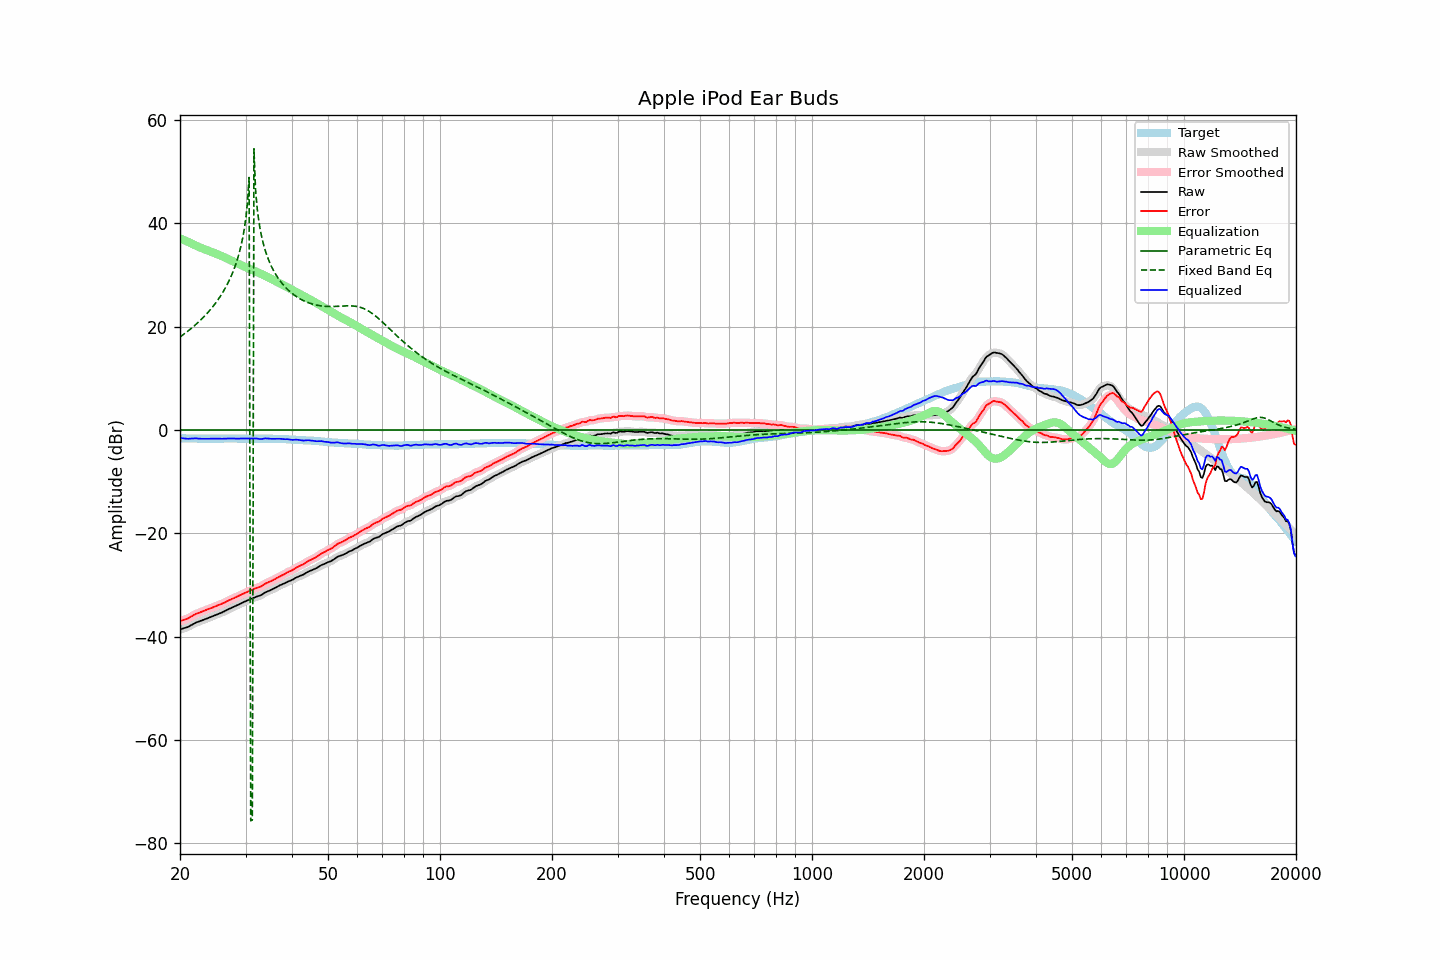 Apple iPod Ear Buds
60
40
20
0
−20
−40
−60
−80
Amplitude (dBr)
Target
Raw Smoothed
Error Smoothed
Raw
Error
Equalization
Parametric Eq
Fixed Band Eq
Equalized
20 50 100 200 500 1000 2000 5000 10000 20000
Frequency (Hz)